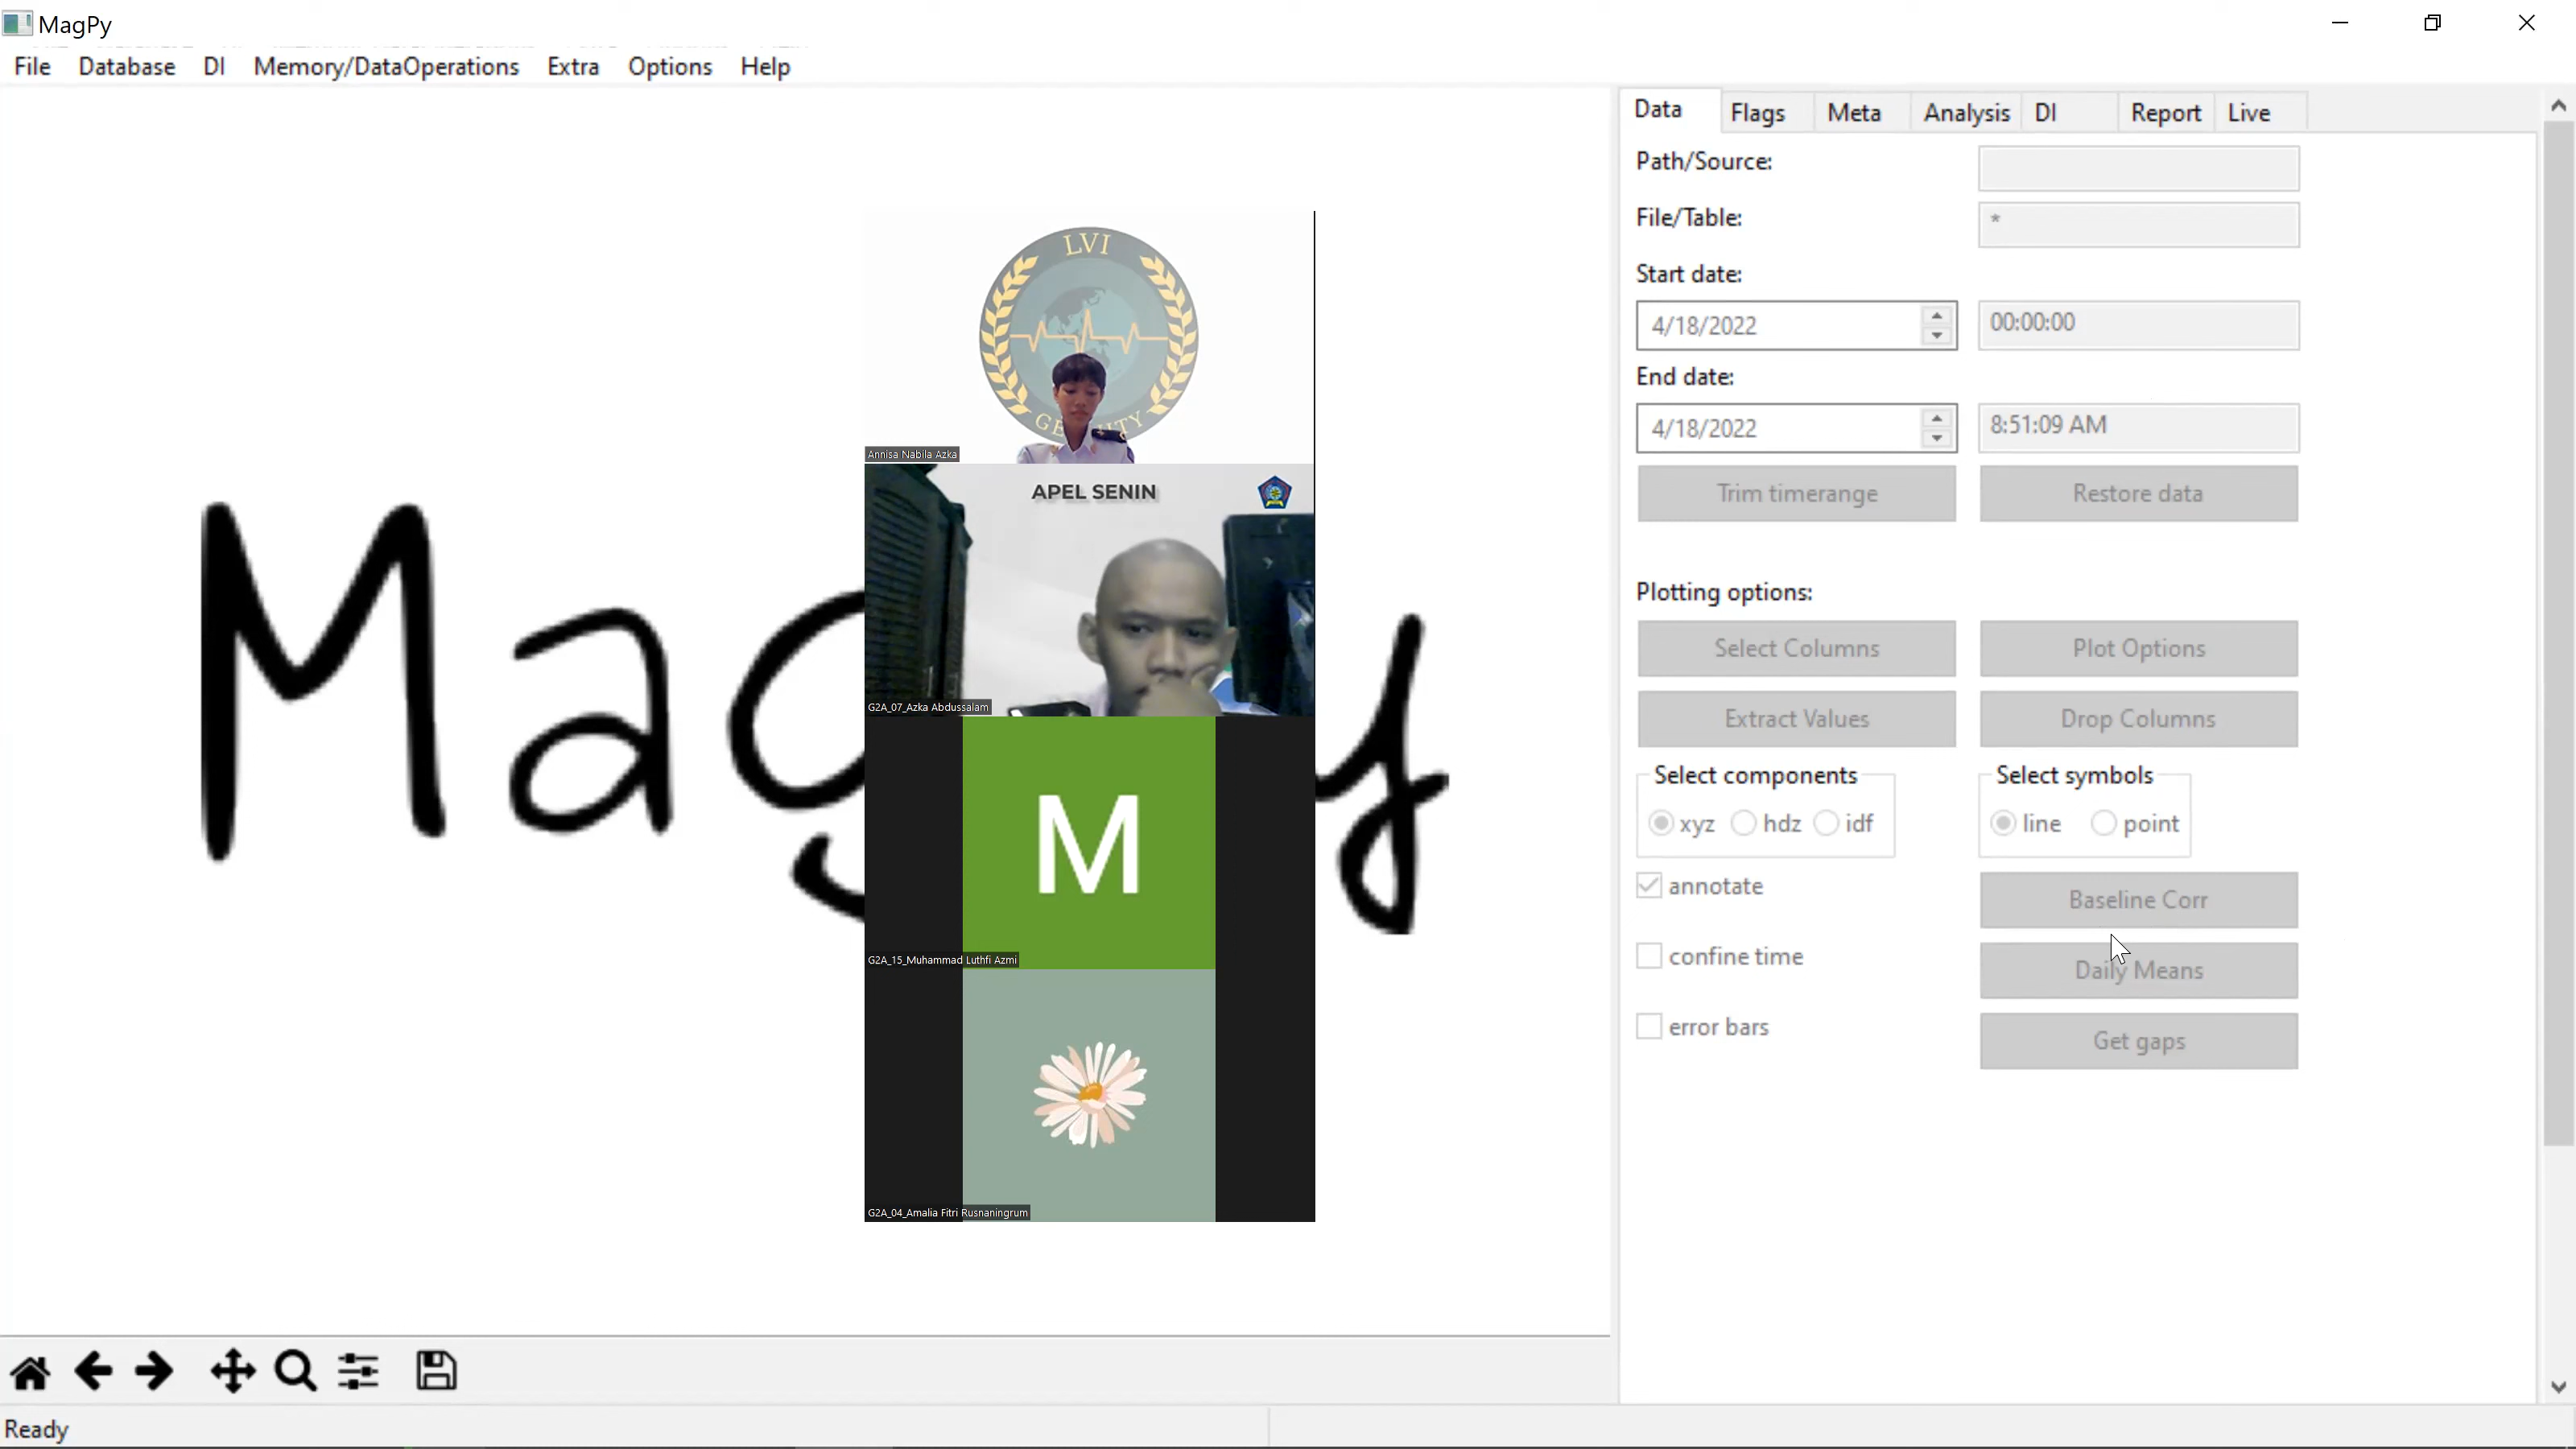 MagPy
File Database DI Memory/DataOperations Extra Options Help
Data Flags Meta Analysis DI Report Live
Path/Source:
File/Table: *
Start date:
4/18/2022 00:00:00
End date:
4/18/2022 8:51:09 AM
Trim timerange Restore data
Plotting options:
Select Columns Plot Options
Extract Values Drop Columns
Select components Select symbols
xyz hdz idf line point
annotate Baseline Corr
confine time Daily Means
error bars Get gaps
LVI
Annisa Nabila Azka
APEL SENIN
G2A_07_Azka Abdussalam
M
G2A_15_Muhammad Luthfi Azmi
G2A_04_Amalia Fitri Rusnaningrum
Ma y
Ready